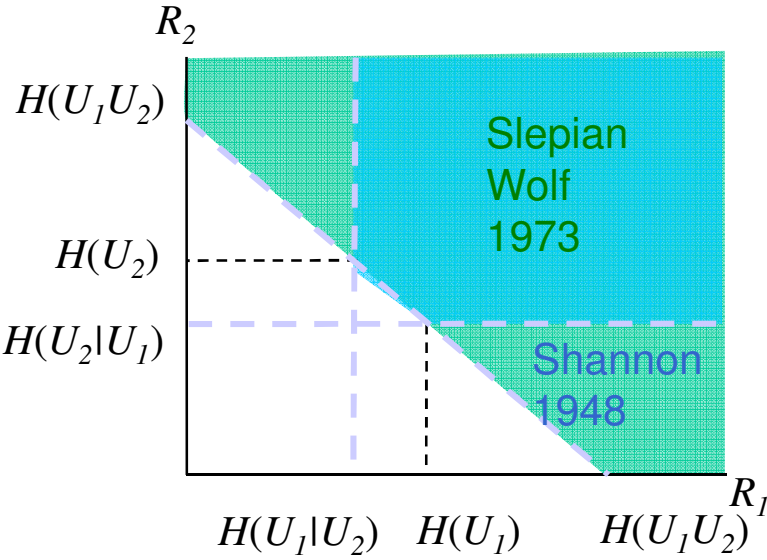 R₂
H(U₁U₂)
Slepian
Wolf
1973
H(U₂)
H(U₂|U₁)
Shannon
1948
R₁
H(U₁|U₂) H(U₁) H(U₁U₂)